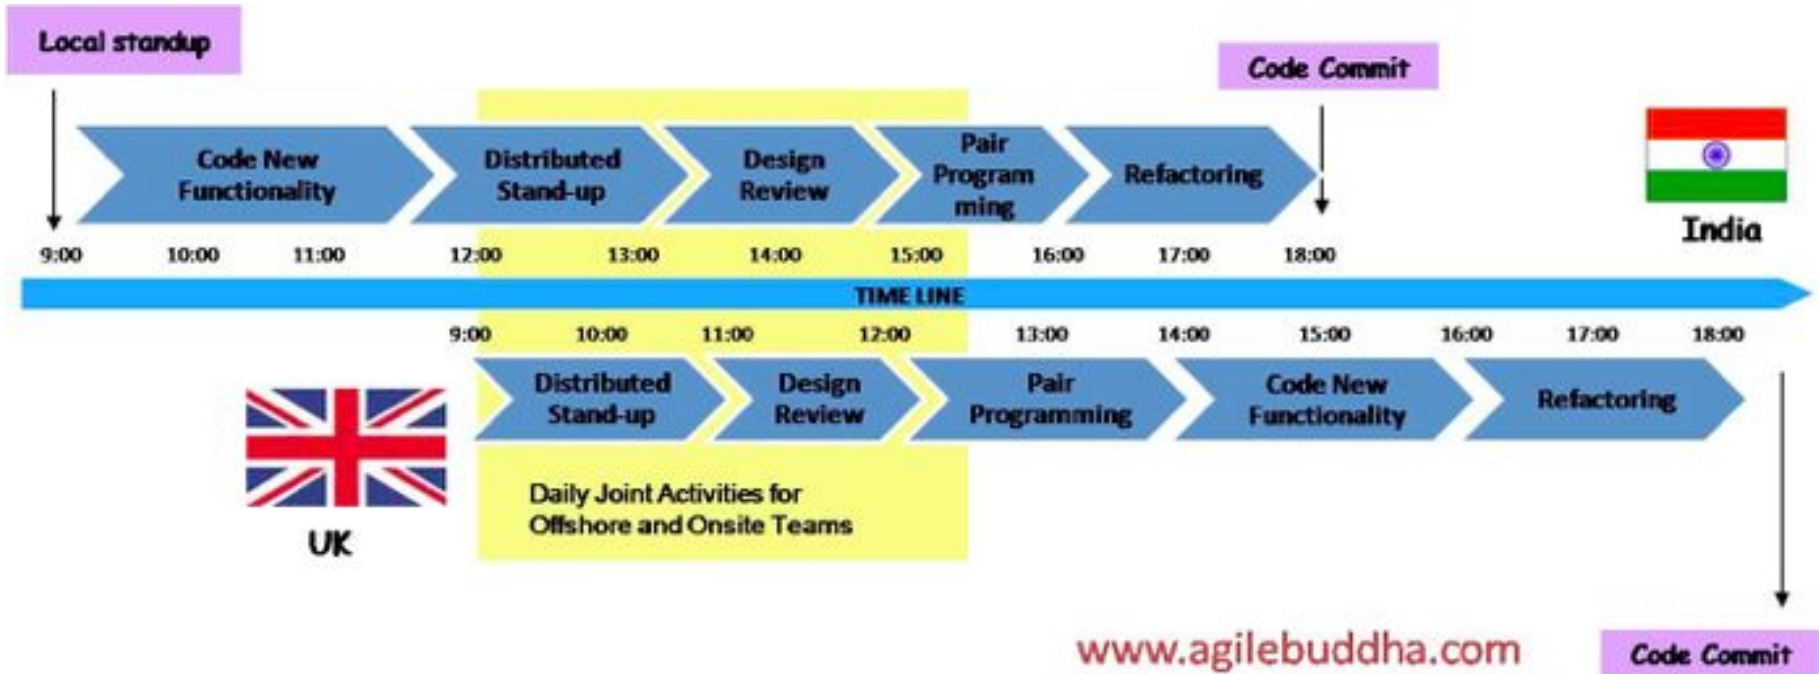 Local standup
Code Commit
Code New
Functionality
Distributed
Stand-up
Design
Review
Pair
Program
ming
Refactoring
India
9:00 10:00 11:00 12:00 13:00 14:00 15:00 16:00 17:00 18:00
TIME LINE
9:00 10:00 11:00 12:00 13:00 14:00 15:00 16:00 17:00 18:00
Distributed
Stand-up
Design
Review
Pair
Programming
Code New
Functionality
Refactoring
UK
Daily Joint Activities for
Offshore and Onsite Teams
www.agilebuddha.com
Code Commit